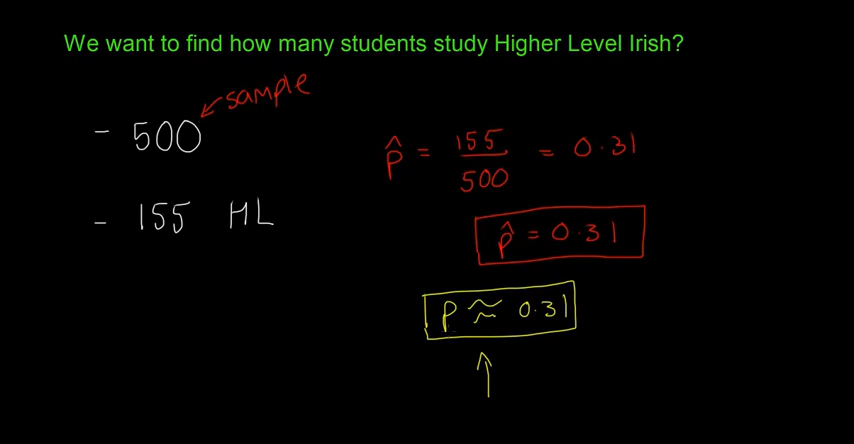 We want to find how many students study Higher Level Irish?
sample
- 500
- 155 HL
p̂ = 155/500 = 0.31
p̂ = 0.31
p ≈ 0.31